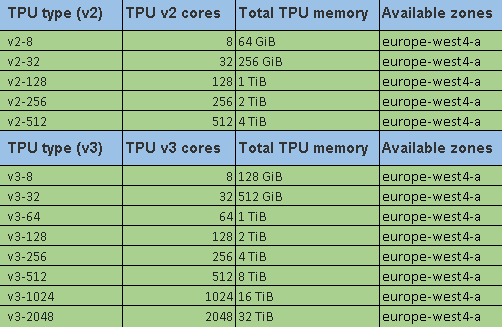 TPU type (v2) TPU v2 cores Total TPU memory Available zones
v2-8 8 64 GiB europe-west4-a
v2-32 32 256 GiB europe-west4-a
v2-128 128 1 TiB europe-west4-a
v2-256 256 2 TiB europe-west4-a
v2-512 512 4 TiB europe-west4-a
TPU type (v3) TPU v3 cores Total TPU memory Available zones
v3-8 8 128 GiB europe-west4-a
v3-32 32 512 GiB europe-west4-a
v3-64 64 1 TiB europe-west4-a
v3-128 128 2 TiB europe-west4-a
v3-256 256 4 TiB europe-west4-a
v3-512 512 8 TiB europe-west4-a
v3-1024 1024 16 TiB europe-west4-a
v3-2048 2048 32 TiB europe-west4-a